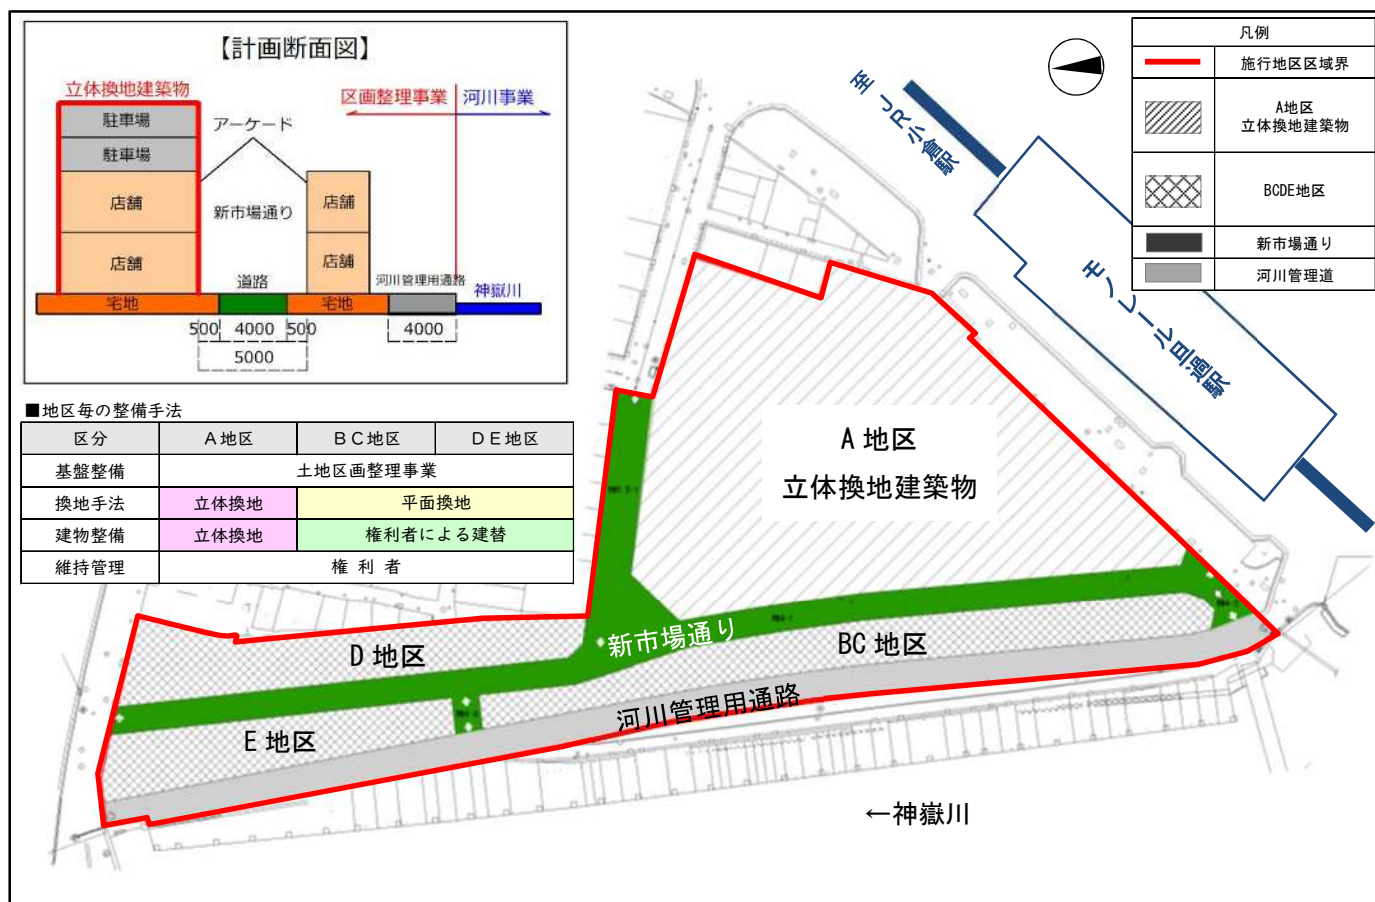 【計画断面図】
立体換地建築物
区画整理事業 河川事業
駐車場
アーケード
駐車場
店舗
新市場通り
店舗
店舗
道路
店舗
河川管理用通路
宅地
宅地
神嶽川
500 4000 500
4000
5000
凡例
施行地区区域界
A地区
立体換地建築物
BCDE地区
新市場通り
河川管理道
至JR小倉駅
モノレール旦過駅
■地区毎の整備手法
区分 A地区 BC地区 DE地区
基盤整備 土地区画整理事業
換地手法 立体換地 平面換地
建物整備 立体換地 権利者による建替
維持管理 権利者
A地区
立体換地建築物
新市場通り
D地区
BC地区
河川管理用通路
E地区
←神嶽川